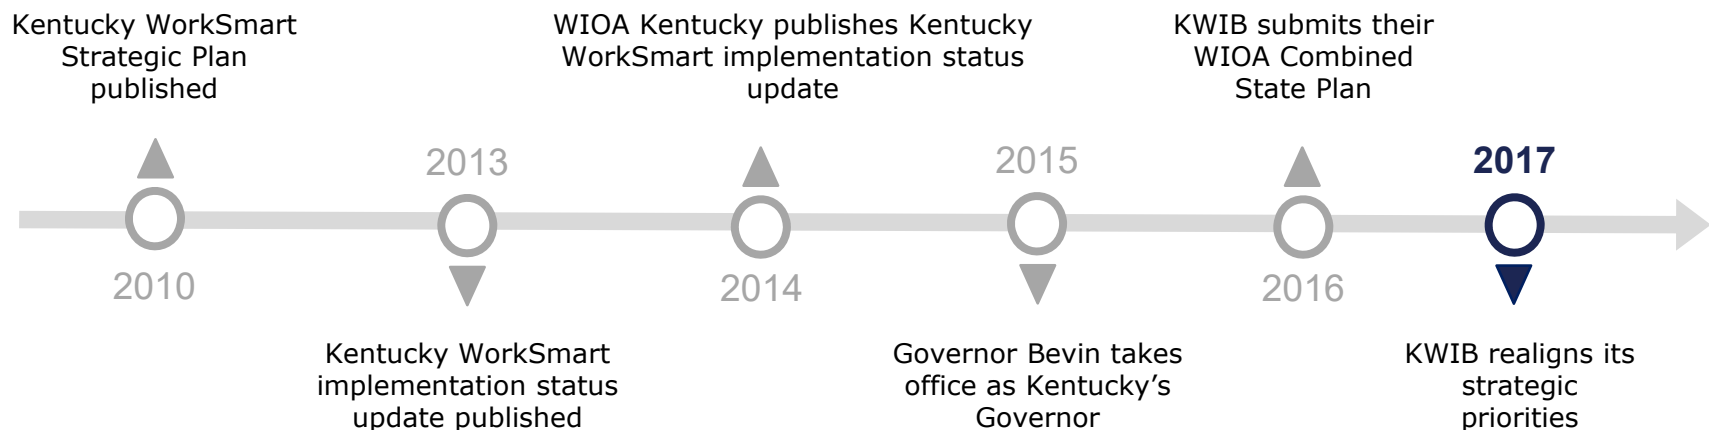 Kentucky WorkSmart
Strategic Plan
published
WIOA Kentucky publishes Kentucky
WorkSmart implementation status
update
KWIB submits their
WIOA Combined
State Plan
2013
2015
2017
2010
2014
2016
Kentucky WorkSmart
implementation status
update published
Governor Bevin takes
office as Kentucky’s
Governor
KWIB realigns its
strategic
priorities